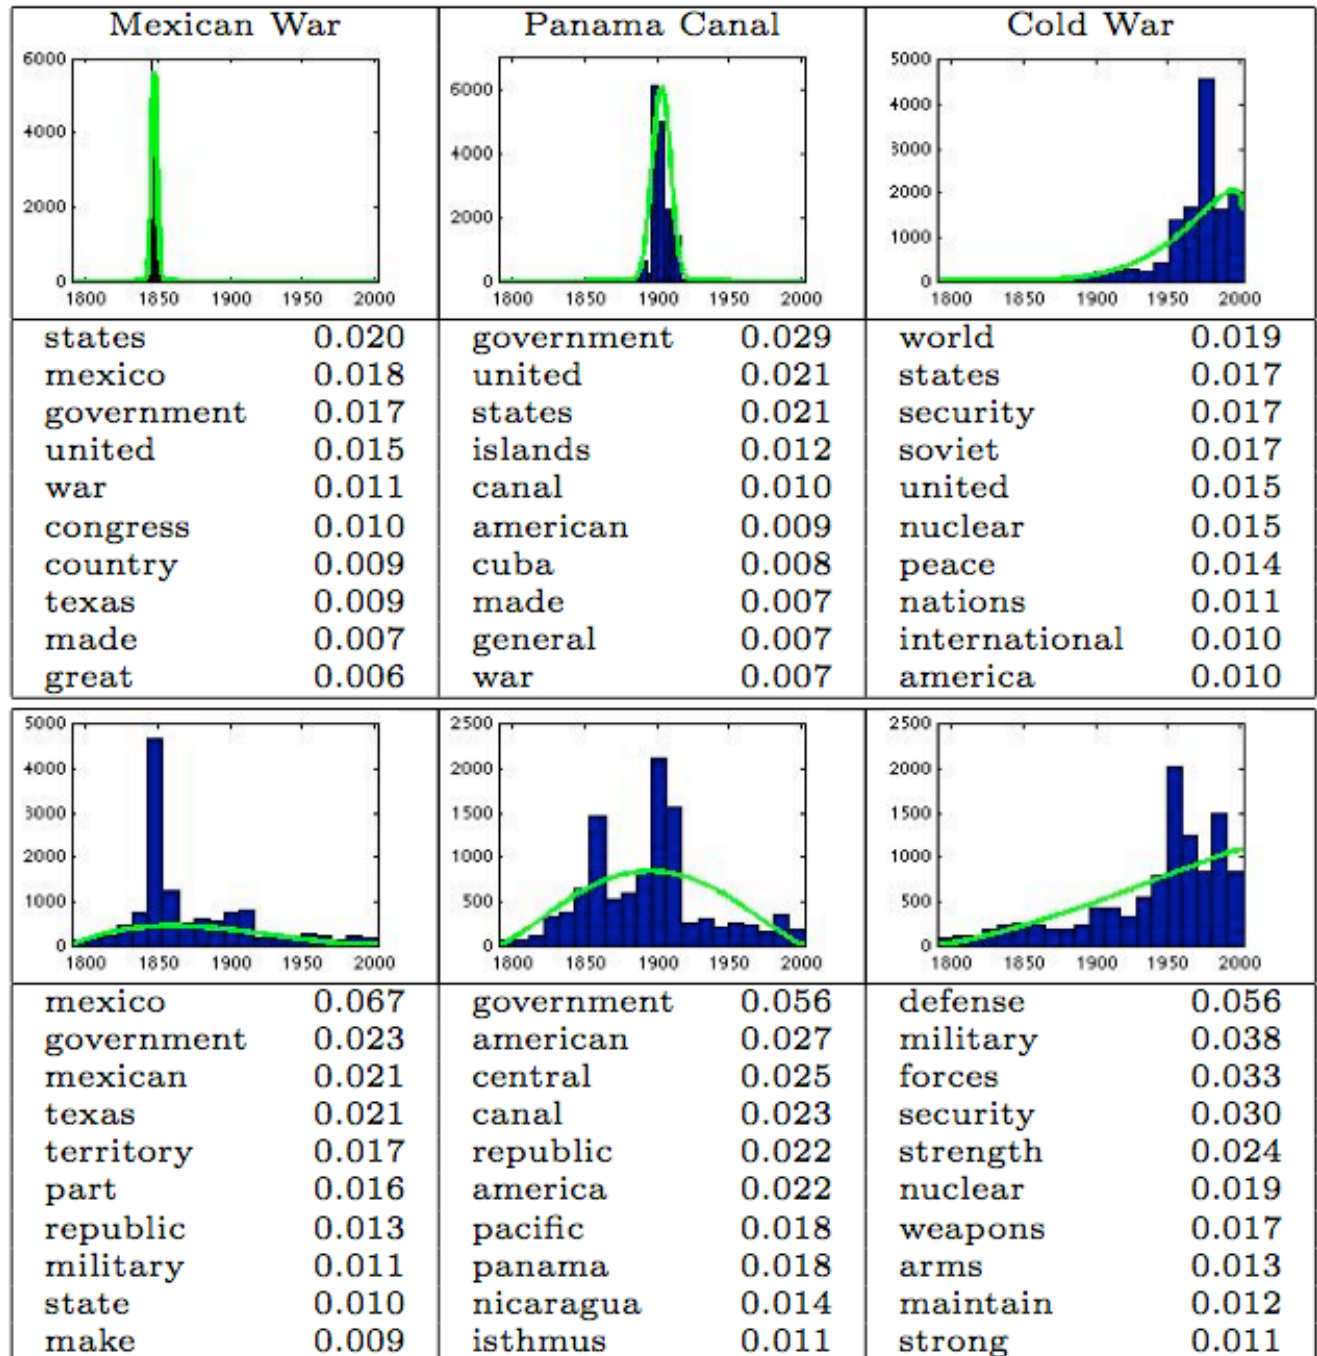 Mexican War Panama Canal Cold War
6000
4000
2000
0
1800 1850 1900 1950 2000
6000
4000
2000
0
1800 1850 1900 1950 2000
5000
4000
3000
2000
1000
0
1800 1850 1900 1950 2000
states 0.020 government 0.029 world 0.019
mexico 0.018 united 0.021 states 0.017
government 0.017 states 0.021 security 0.017
united 0.015 islands 0.012 soviet 0.017
war 0.011 canal 0.010 united 0.015
congress 0.010 american 0.009 nuclear 0.015
country 0.009 cuba 0.008 peace 0.014
texas 0.009 made 0.007 nations 0.011
made 0.007 general 0.007 international 0.010
great 0.006 war 0.007 america 0.010
5000
4000
3000
2000
1000
0
1800 1850 1900 1950 2000
2500
2000
1500
1000
500
0
1800 1850 1900 1950 2000
2500
2000
1500
1000
500
0
1800 1850 1900 1950 2000
mexico 0.067 government 0.056 defense 0.056
government 0.023 american 0.027 military 0.038
mexican 0.021 central 0.025 forces 0.033
texas 0.021 canal 0.023 security 0.030
territory 0.017 republic 0.022 strength 0.024
part 0.016 america 0.022 nuclear 0.019
republic 0.013 pacific 0.018 weapons 0.017
military 0.011 panama 0.018 arms 0.013
state 0.010 nicaragua 0.014 maintain 0.012
make 0.009 isthmus 0.011 strong 0.011